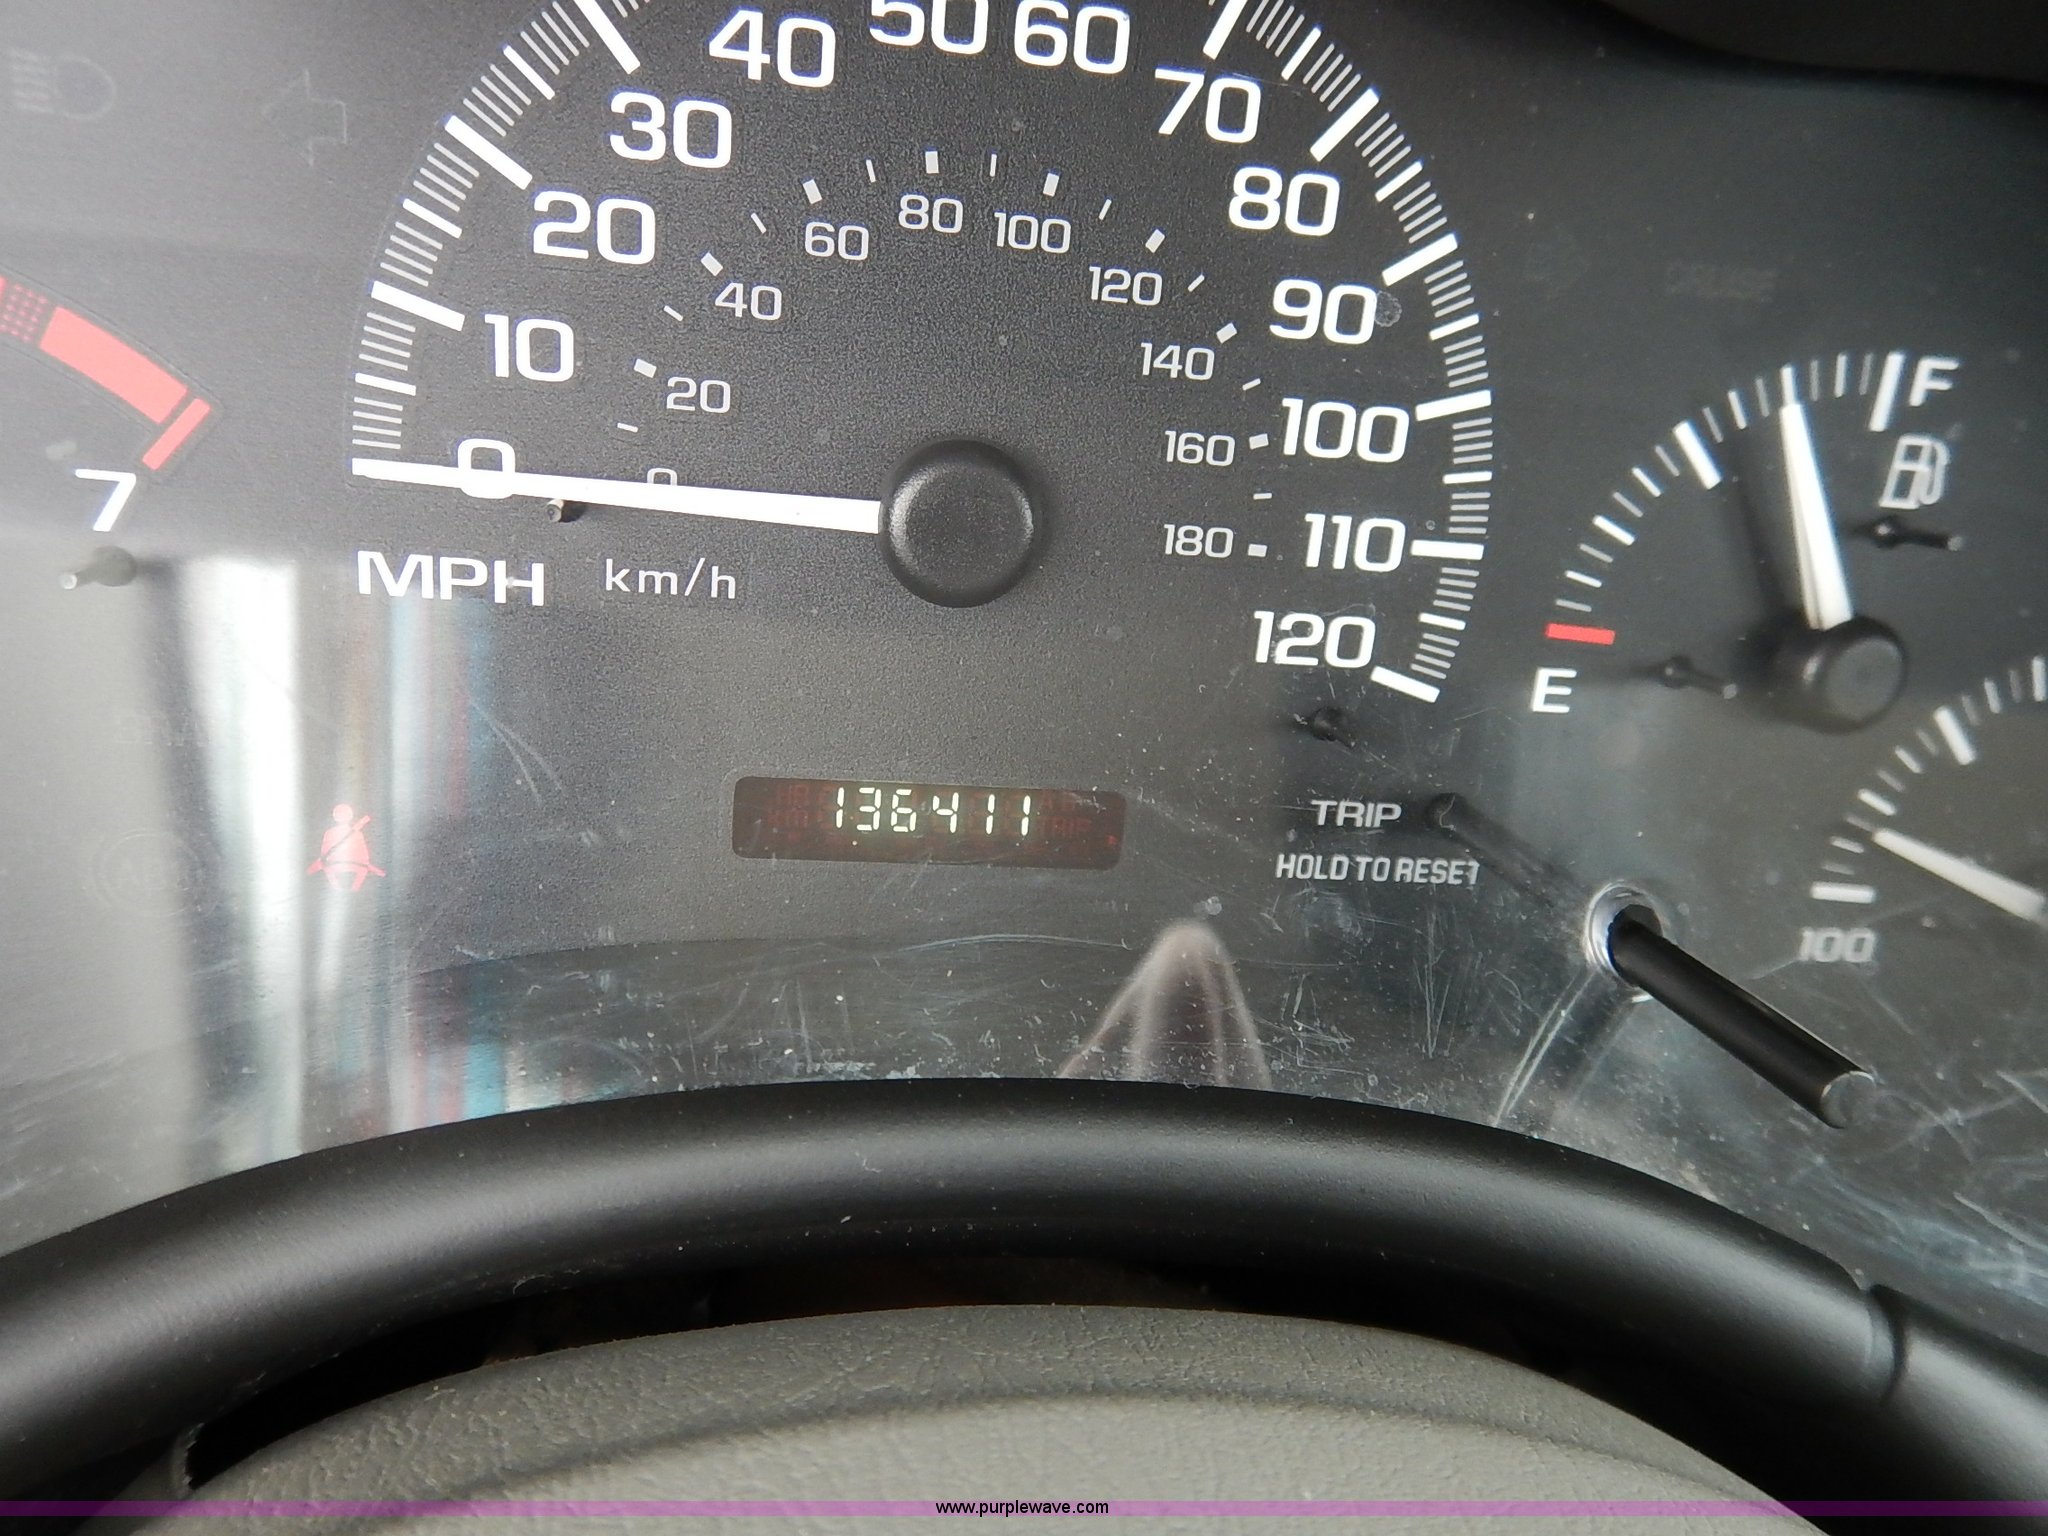 40 50 60
30 70
20 80
60 80 100
40 120
10 90
20 140
F
0 0 160 100
7
180 110
MPH km/h
120
E
136411
TRIP
HOLD TO RESET
100
www.purplewave.com